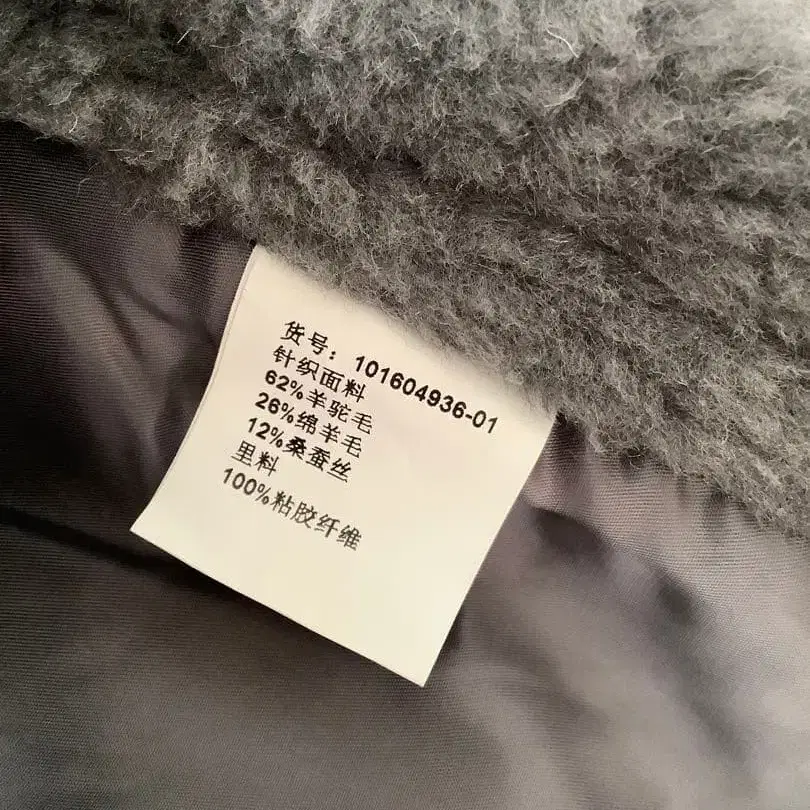 货号：101604936-01
针织面料
62%羊驼毛
26%绵羊毛
12%桑蚕丝
里料
100%粘胶纤维